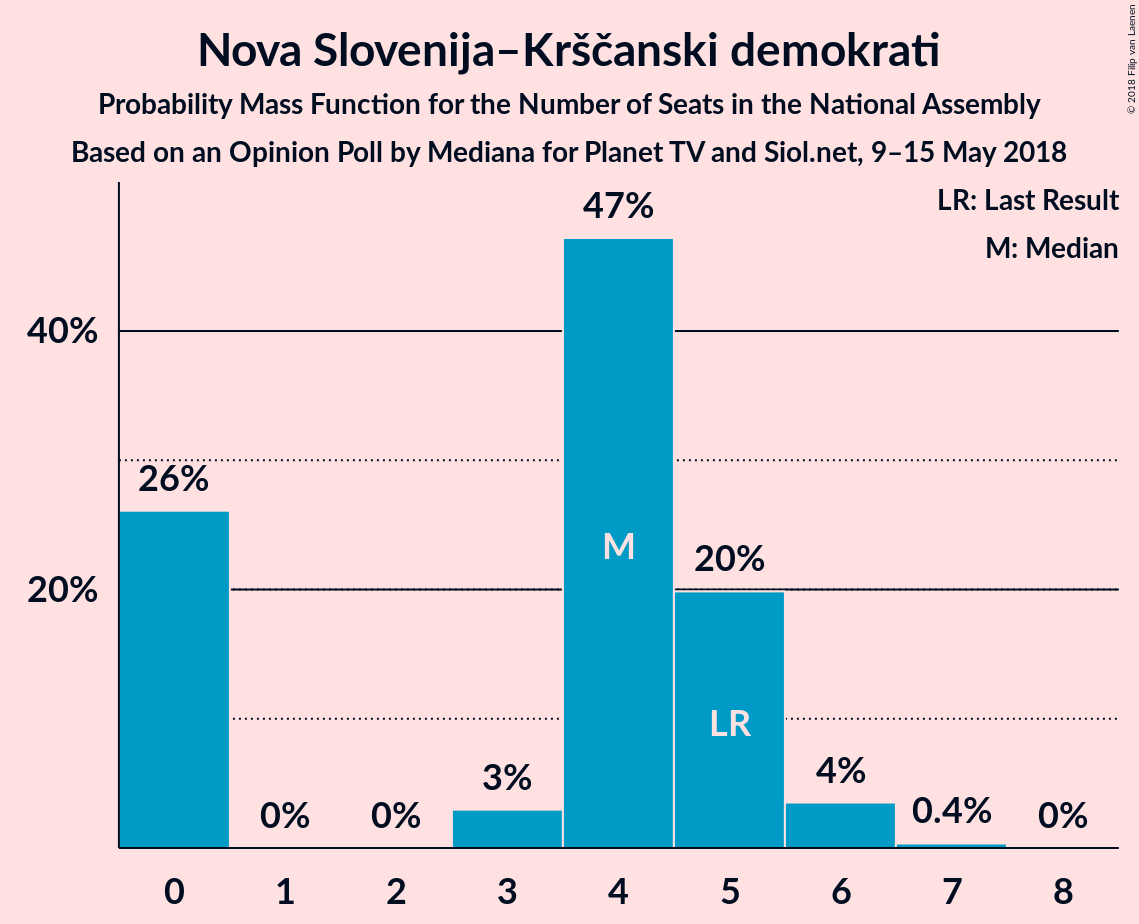 Nova Slovenija–Krščanski demokrati
Probability Mass Function for the Number of Seats in the National Assembly
Based on an Opinion Poll by Mediana for Planet TV and Siol.net, 9–15 May 2018
© 2018 Filip van Laenen
LR: Last Result
M: Median
47%
40%
26%
M
20%
20%
LR
3%
4%
0%
0%
0.4%
0%
0 1 2 3 4 5 6 7 8